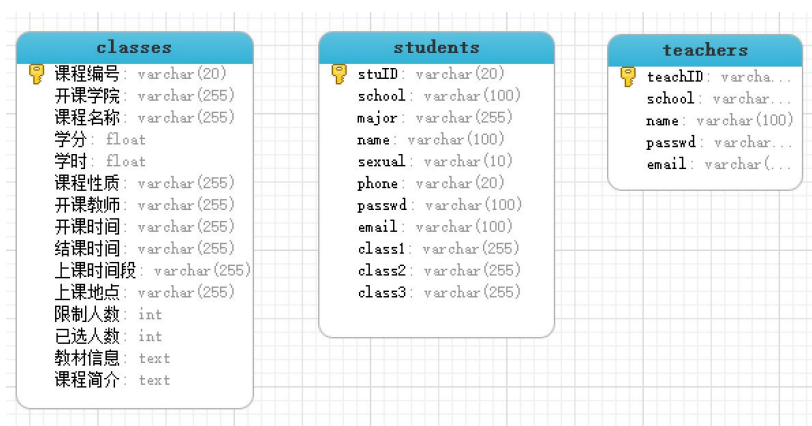 classes
课程编号: varchar(20)
开课学院: varchar(255)
课程名称: varchar(255)
学分: float
学时: float
课程性质: varchar(255)
开课教师: varchar(255)
开课时间: varchar(255)
结课时间: varchar(255)
上课时间段: varchar(255)
上课地点: varchar(255)
限制人数: int
已选人数: int
教材信息: text
课程简介: text
students
stuID: varchar(20)
school: varchar(100)
major: varchar(255)
name: varchar(100)
sexual: varchar(10)
phone: varchar(20)
passwd: varchar(100)
email: varchar(100)
class1: varchar(255)
class2: varchar(255)
class3: varchar(255)
teachers
teachID: varcha...
school: varchar...
name: varchar(100)
passwd: varchar...
email: varchar(...